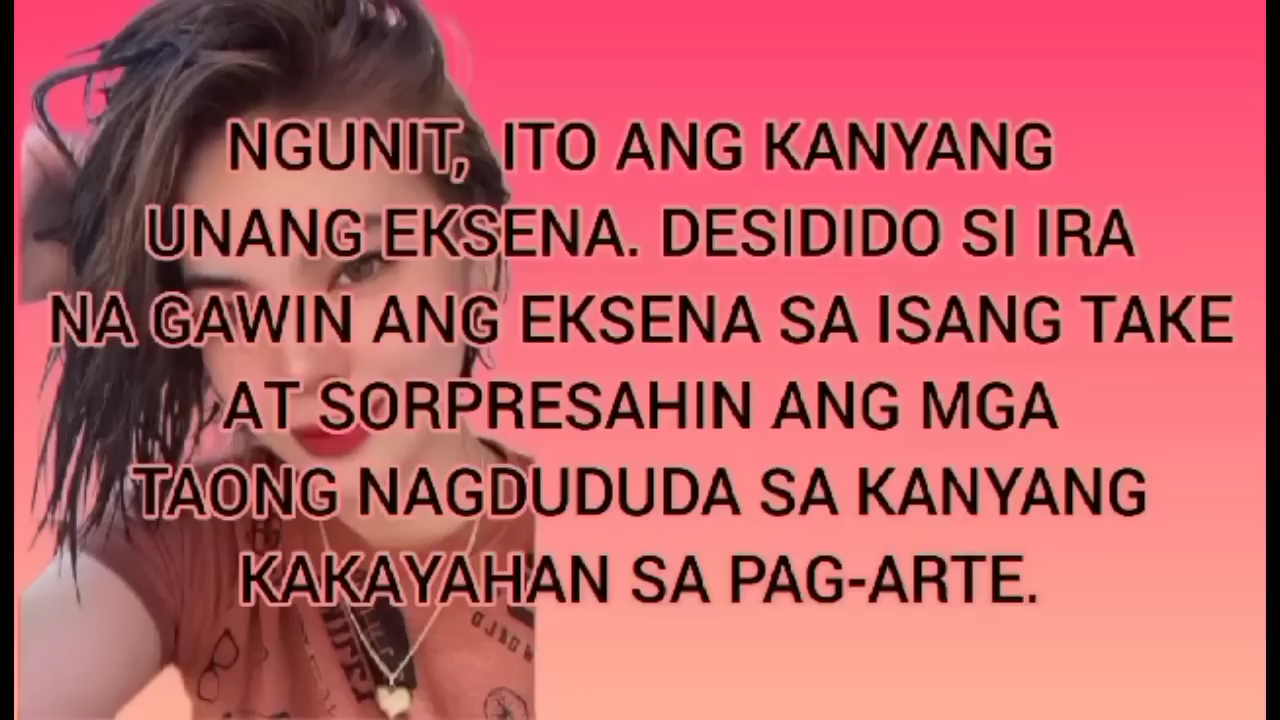 NGUNIT, ITO ANG KANYANG
UNANG EKSENA. DESIDIDO SI IRA
NA GAWIN ANG EKSENA SA ISANG TAKE
AT SORPRESAHIN ANG MGA
TAONG NAGDUDUDA SA KANYANG
KAKAYAHAN SA PAG-ARTE.